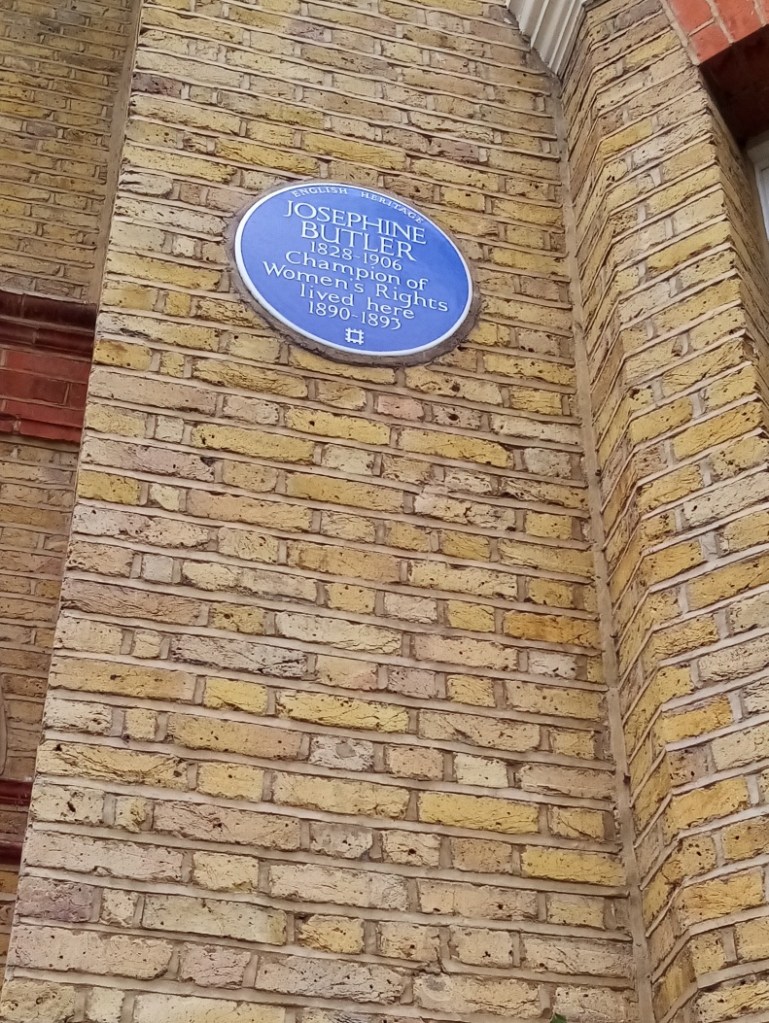 ENGLISH HERITAGE
JOSEPHINE
BUTLER
1828-1906
Champion of
Women's Rights
lived here
1890-1893